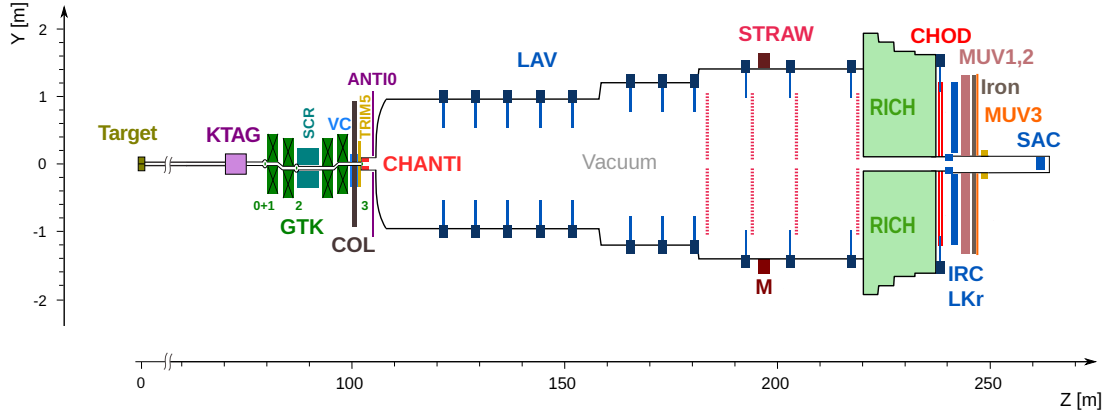 Y [m]
2
1
0
-1
-2
Target
KTAG
SCR
VC
TRIM5
ANTI0
CHANTI
0+1
2
3
GTK
COL
LAV
Vacuum
STRAW
M
RICH
RICH
CHOD
MUV1,2
Iron
MUV3
SAC
IRC
LKr
0
100
150
200
250
Z [m]